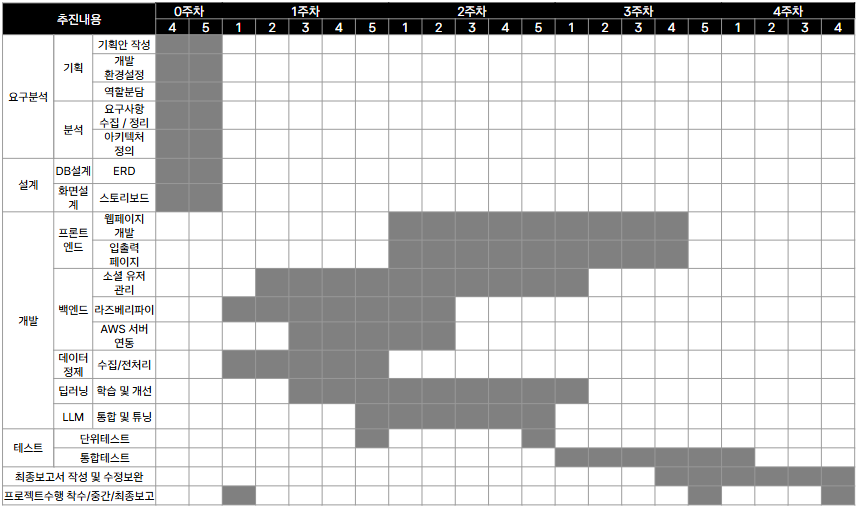 추진내용 0주차 1주차 2주차 3주차 4주차
4 5 1 2 3 4 5 1 2 3 4 5 1 2 3 4 5 1 2 3 4
요구분석
기획
기획안 작성
개발
환경설정
역할분담
분석
요구사항
수집 / 정리
아키텍처
정의
설계
DB설계
ERD
화면설
계
스토리보드
개발
프론트
엔드
웹페이지
개발
입출력
페이지
백엔드
소셜 유저
관리
라즈베리파이
AWS 서버
연동
데이터
정제
수집/전처리
딥러닝
학습 및 개선
LLM
통합 및 튜닝
테스트
단위테스트
통합테스트
최종보고서 작성 및 수정보완
프로젝트수행 착수/중간/최종보고